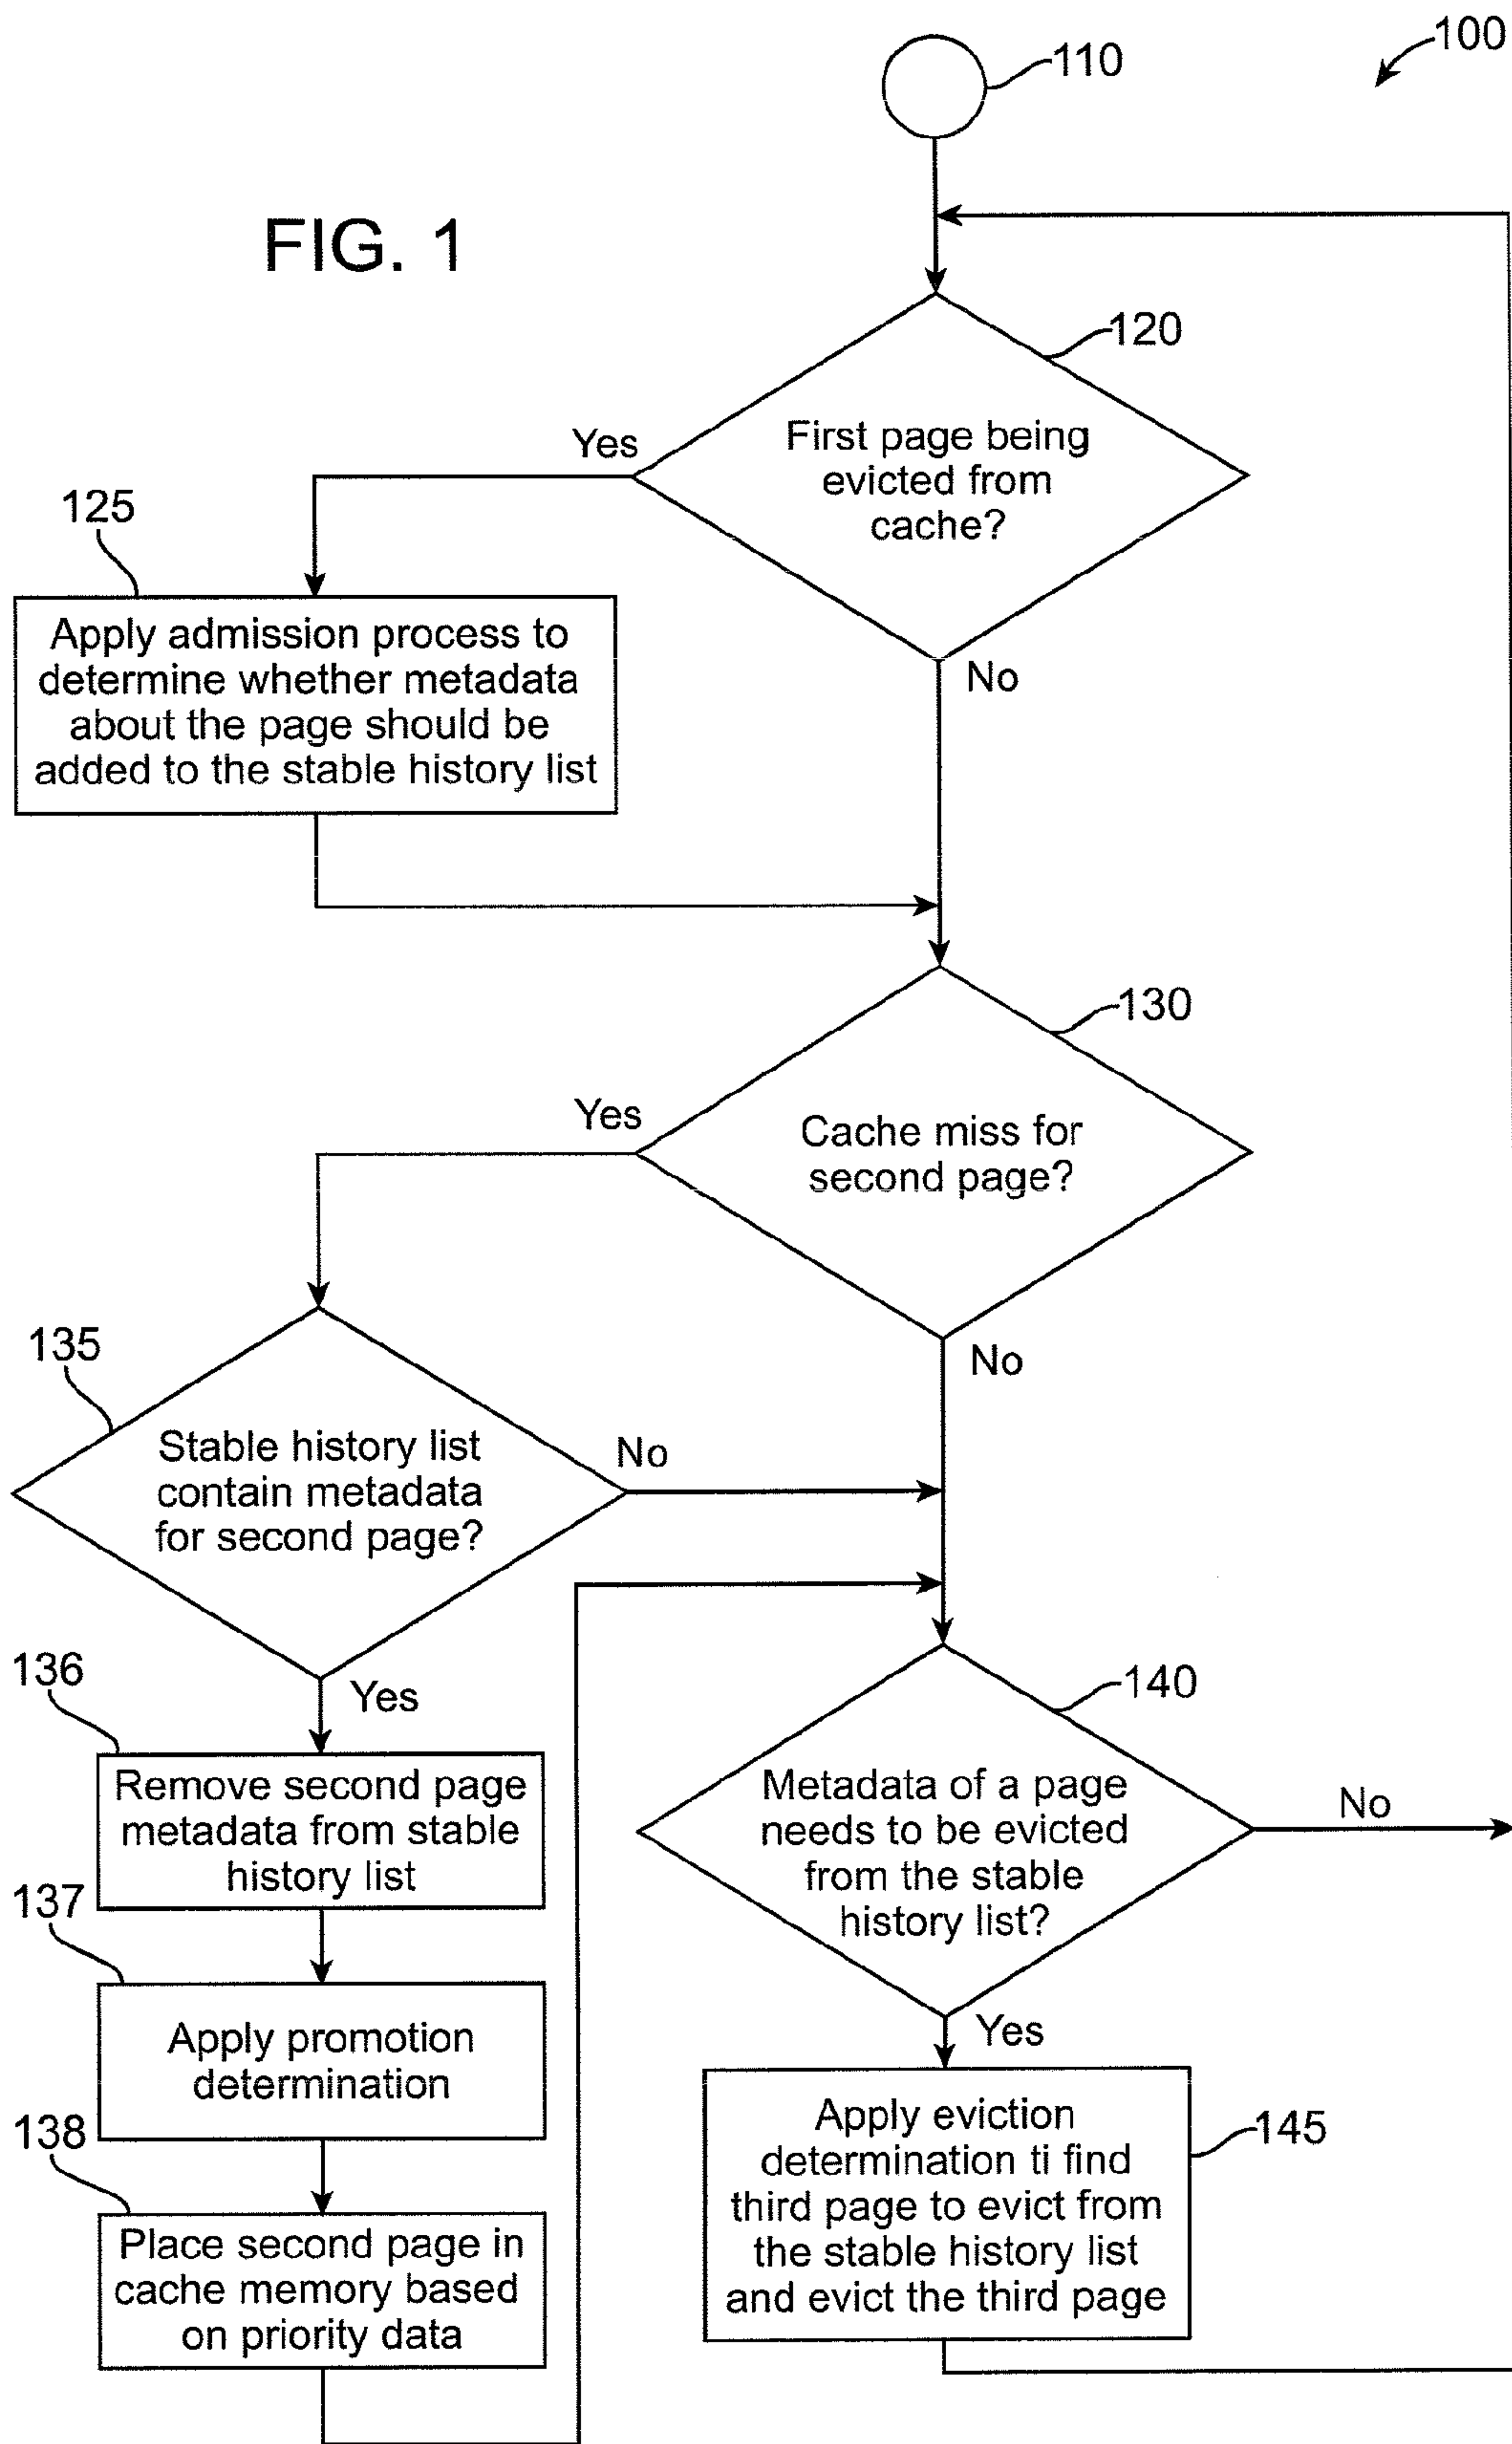 100
110
FIG. 1
120
First page being
evicted from
cache?
Yes
No
125
Apply admission process to
determine whether metadata
about the page should be
added to the stable history list
130
Cache miss for
second page?
Yes
No
135
Stable history list
contain metadata
for second page?
No
Yes
136
Remove second page
metadata from stable
history list
137
Apply promotion
determination
138
Place second page in
cache memory based
on priority data
140
Metadata of a page
needs to be evicted
from the stable
history list?
No
Yes
145
Apply eviction
determination ti find
third page to evict from
the stable history list
and evict the third page